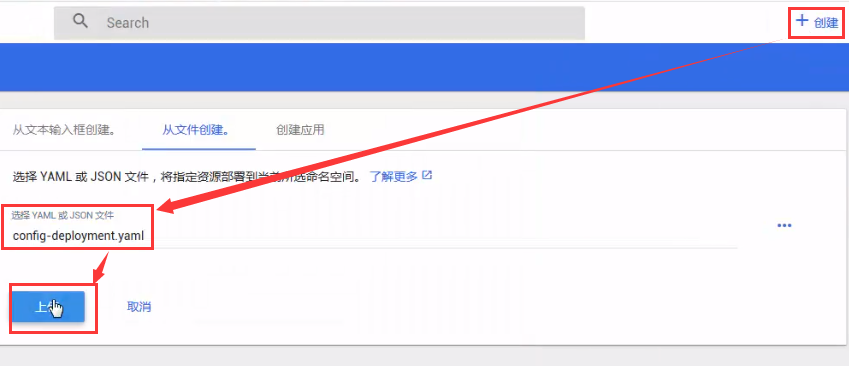 Search
创建
从文本输入框创建。
从文件创建。
创建应用
选择 YAML 或 JSON 文件，将指定资源部署到当前所选命名空间。 了解更多
选择 YAML 或 JSON 文件
config-deployment.yaml
上
取消